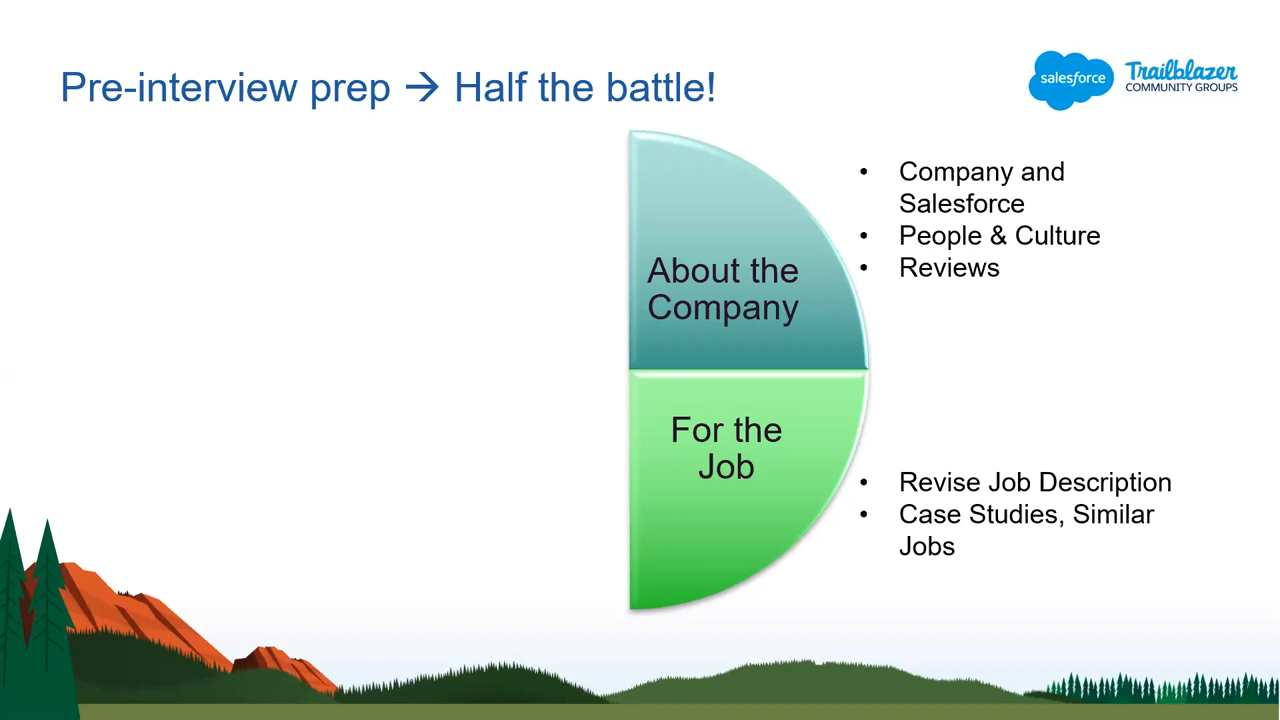 Pre-interview prep → Half the battle!
salesforce
Trailblazer
COMMUNITY GROUPS
About the
Company
• Company and
Salesforce
• People & Culture
• Reviews
For the
Job
• Revise Job Description
• Case Studies, Similar
Jobs